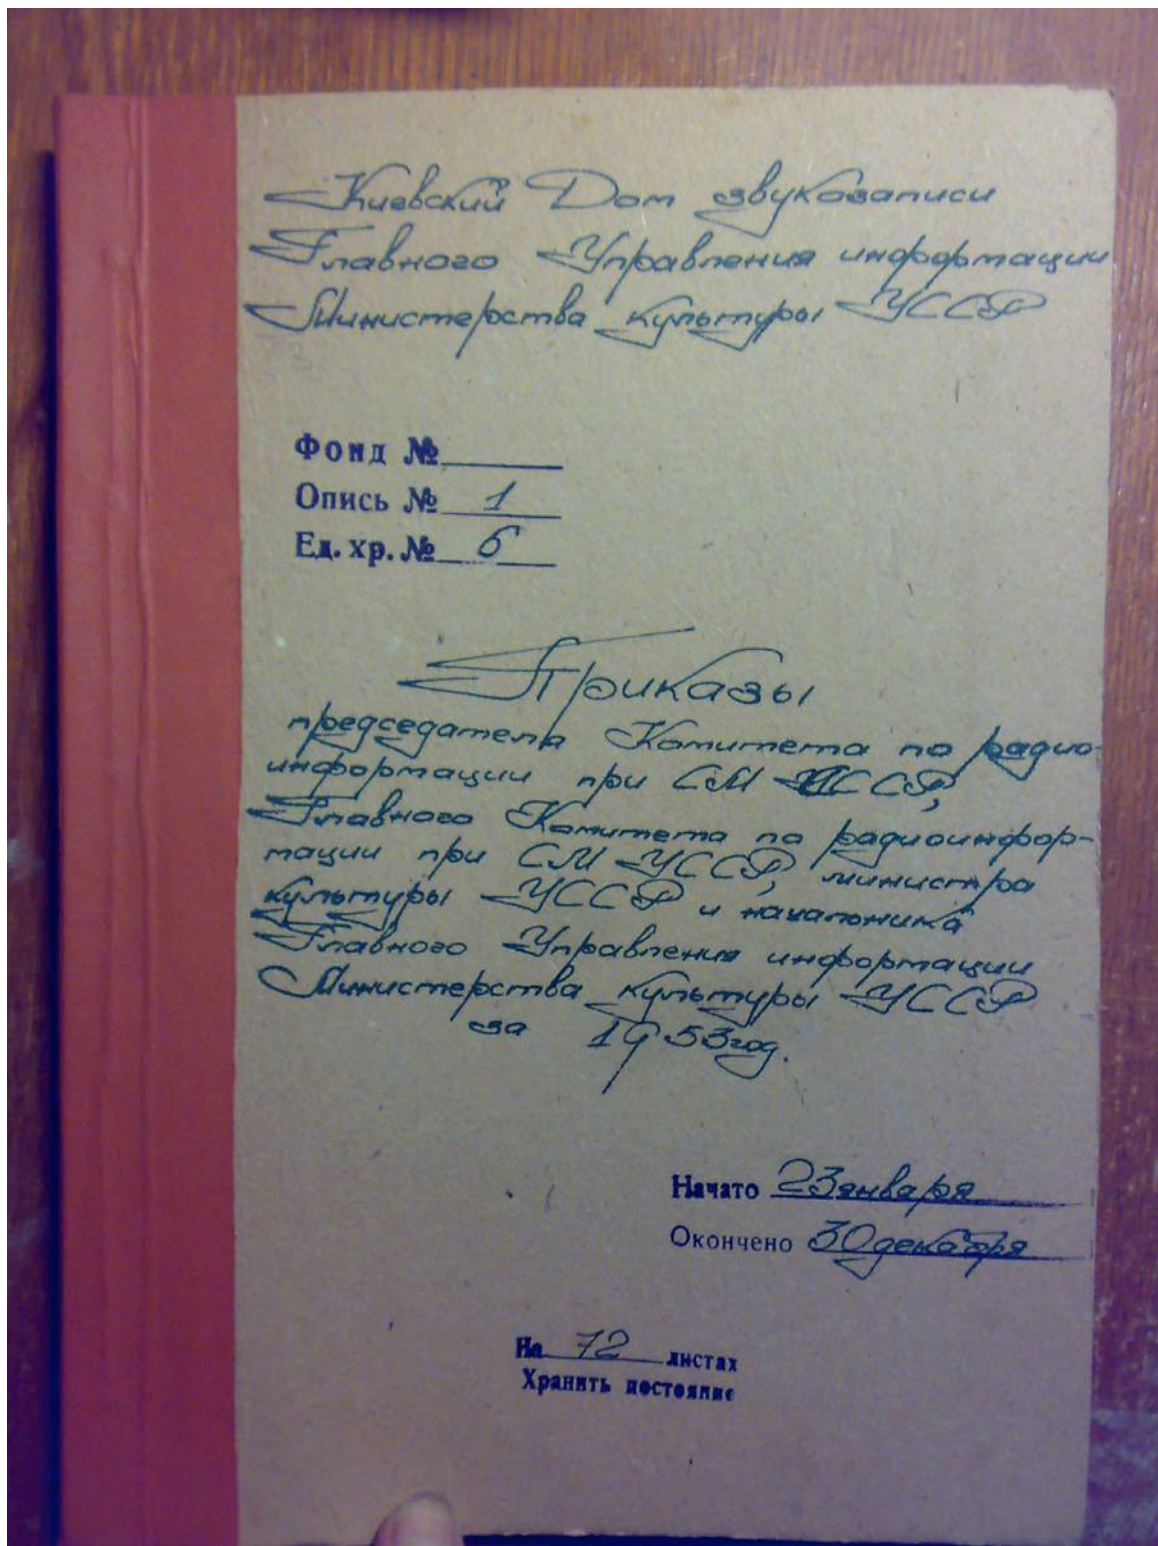 Киевский Дом звукозаписи
Главного Управления информации
Министерства культуры УССР
Фонд №
Опись № 1
Ед. хр. № 6
Приказы
председателя Комитета по радио-
информации при СМ УССР,
Главного Комитета по радиоинфор-
мации при СМ УССР, министра
культуры УССР и начальника
Главного Управления информации
Министерства культуры УССР
за 1953 год.
Начато 23 января
Окончено 30 декабря
На 72 листах
Хранить постоянно